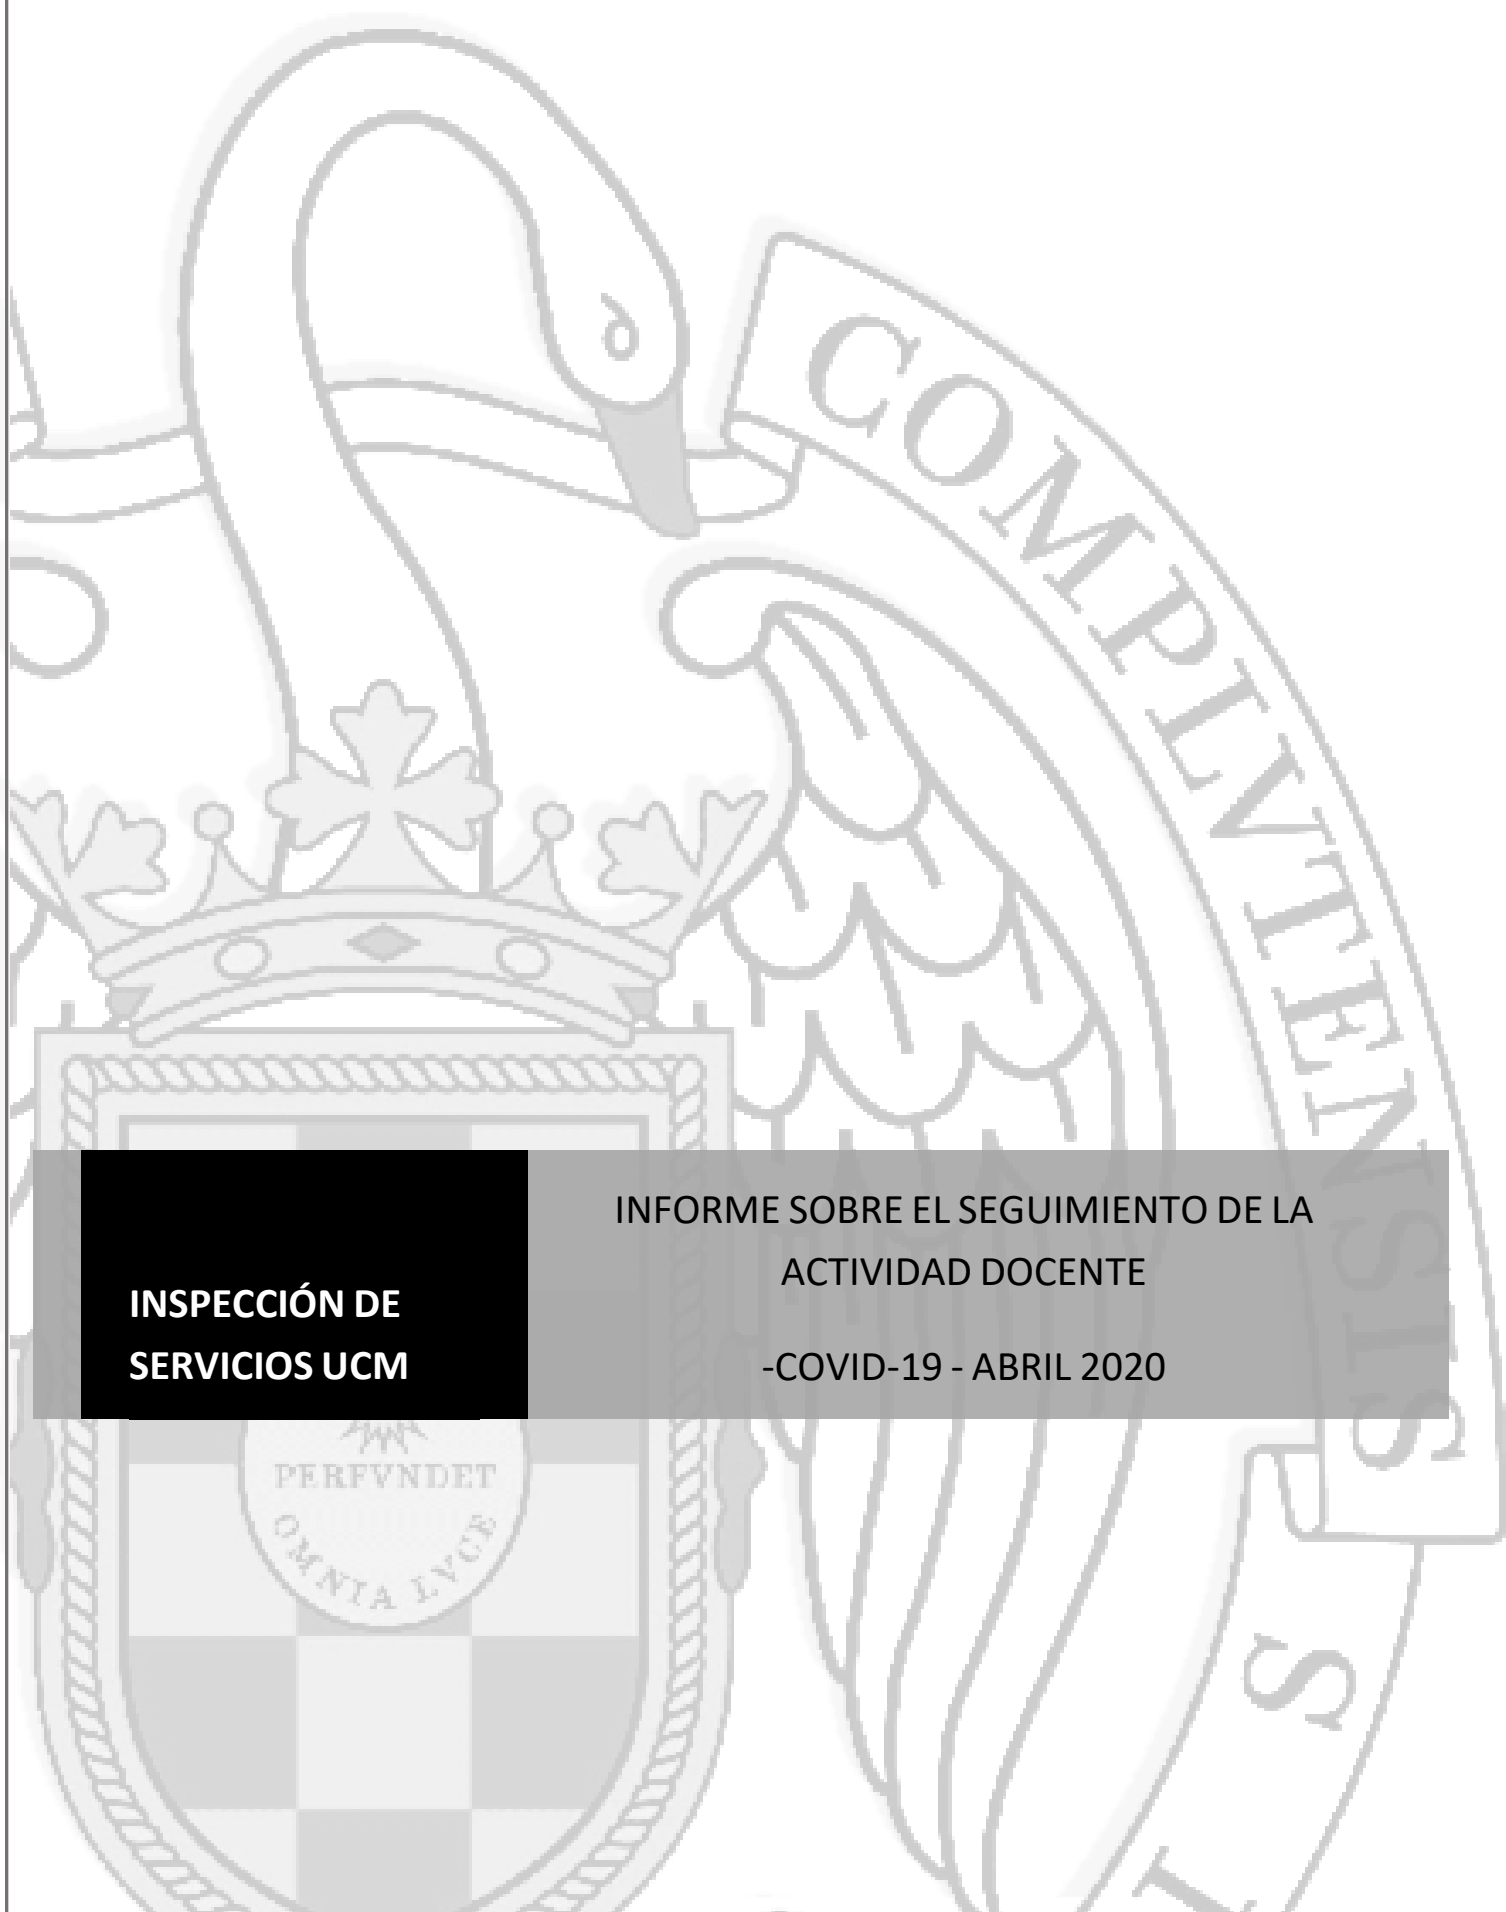 COMPLVTENSIS
INSPECCIÓN DE
SERVICIOS UCM
INFORME SOBRE EL SEGUIMIENTO DE LA
ACTIVIDAD DOCENTE
-COVID-19 - ABRIL 2020
PERFVNDET
OMNIA LVCE
S
I